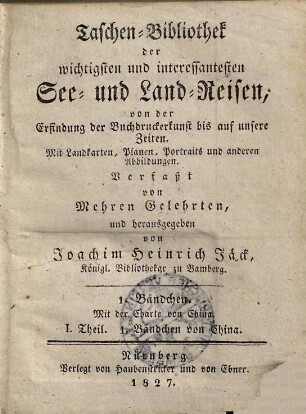 Taschen-Bibliothek
der
wichtigsten und interessantesten
See- und Land-Reisen,
von der
Erfindung der Buchdruckerkunst bis auf unsere
Zeiten.
Mit Landkarten, Planen, Portraits und anderen
Abbildungen.
Verfaßt
von
Mehren Gelehrten,
und herausgegeben
von
Joachim Heinrich Jäck,
Königl. Bibliothekar zu Bamberg.
1. Bändchen.
Mit der Charte von China.
I. Theil. 1. Bändchen von China.
Nürnberg
Verlegt von Haubenstricker und von Ebner.
1827.